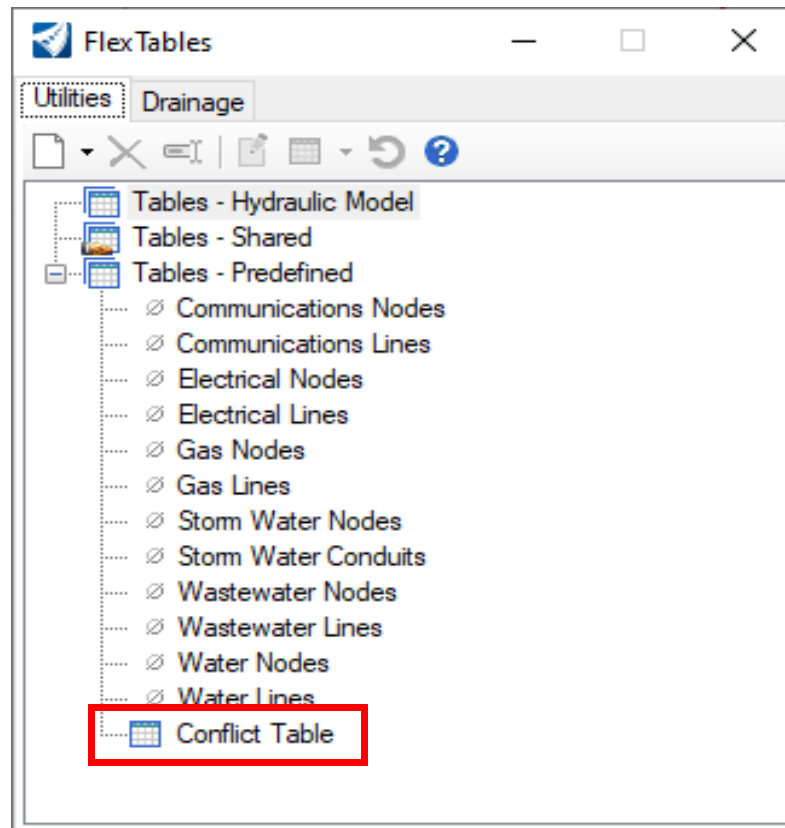 FlexTables
Utilities Drainage
Tables - Hydraulic Model
Tables - Shared
Tables - Predefined
Communications Nodes
Communications Lines
Electrical Nodes
Electrical Lines
Gas Nodes
Gas Lines
Storm Water Nodes
Storm Water Conduits
Wastewater Nodes
Wastewater Lines
Water Nodes
Water Lines
Conflict Table